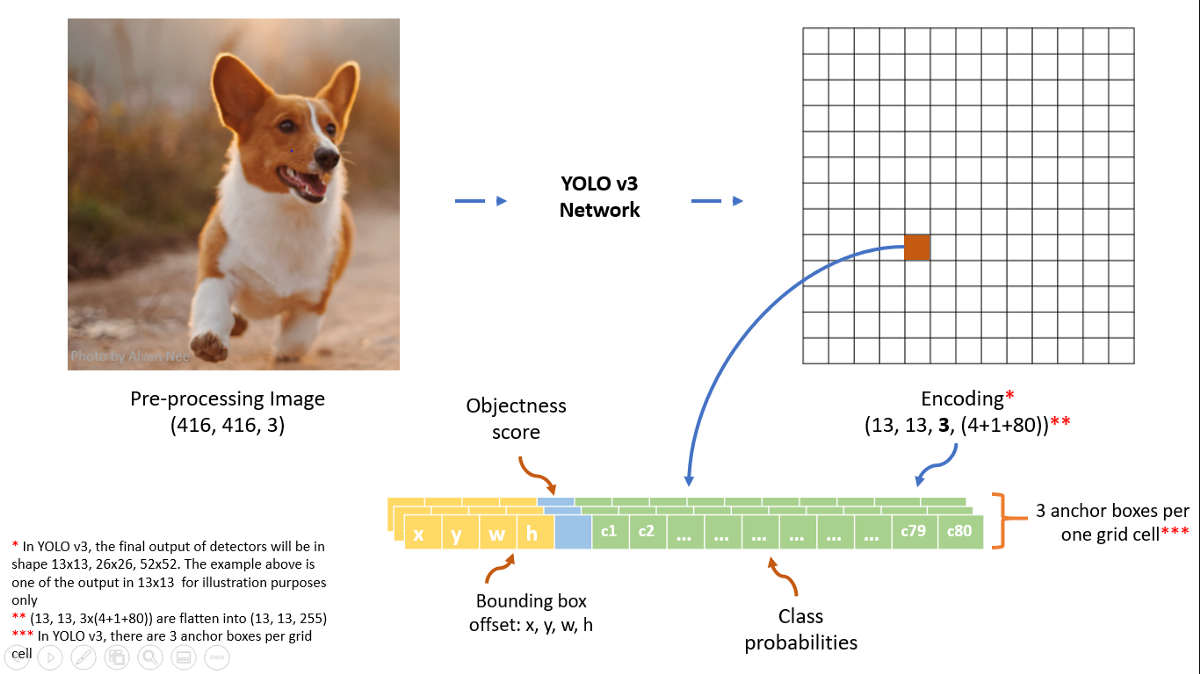 Photo by Alvan Nee
YOLO v3
Network
Pre-processing Image
(416, 416, 3)
Encoding*
(13, 13, 3, (4+1+80))**
Objectness
score
x y w h c1 c2 ... ... ... ... ... ... c79 c80
3 anchor boxes per
one grid cell***
Bounding box
offset: x, y, w, h
Class
probabilities
* In YOLO v3, the final output of detectors will be in
shape 13x13, 26x26, 52x52. The example above is
one of the output in 13x13 for illustration purposes
only
** (13, 13, 3x(4+1+80)) are flatten into (13, 13, 255)
*** In YOLO v3, there are 3 anchor boxes per grid
cell